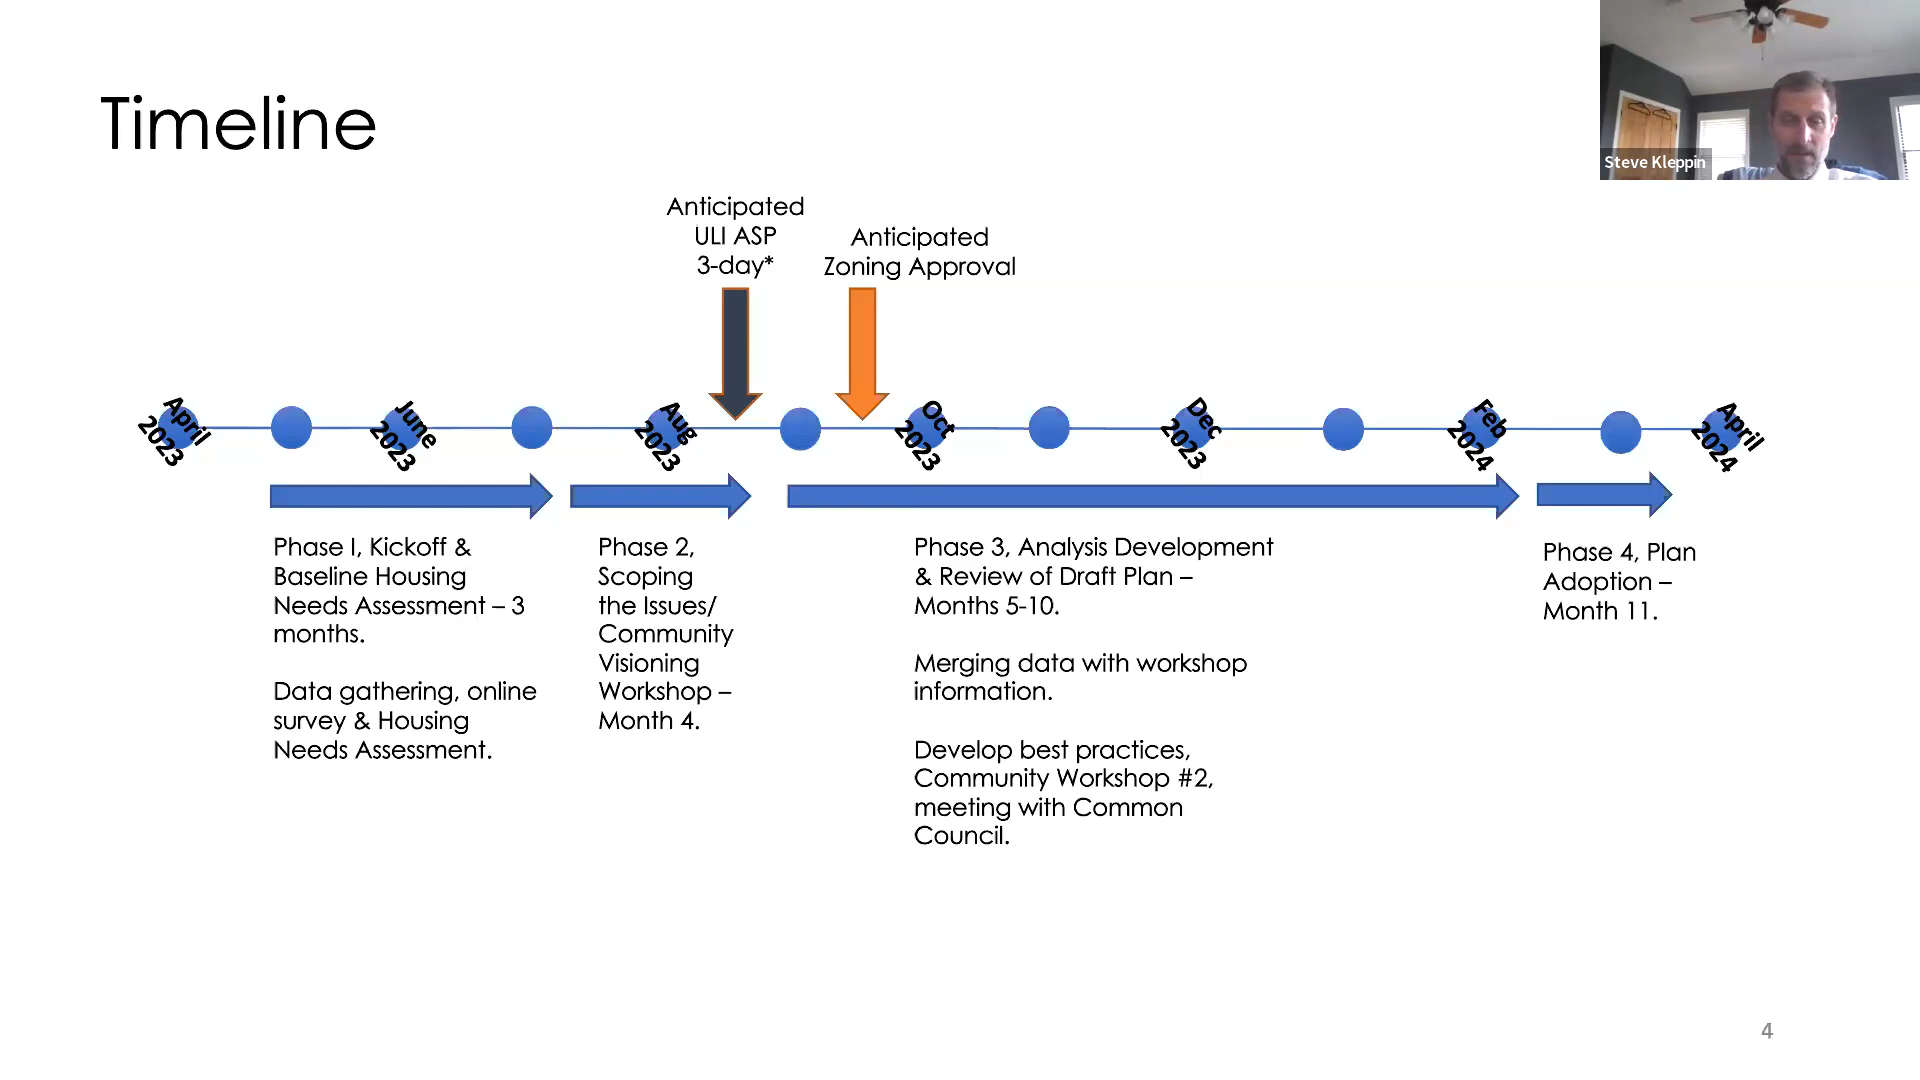 Timeline
Steve Kleppin
Anticipated
ULI ASP
3-day*
Anticipated
Zoning Approval
April
2023
June
2023
Aug
2023
Oct
2023
Dec
2023
Feb
2024
April
2024
Phase I, Kickoff &
Baseline Housing
Needs Assessment – 3
months.
Data gathering, online
survey & Housing
Needs Assessment.
Phase 2,
Scoping
the Issues/
Community
Visioning
Workshop –
Month 4.
Phase 3, Analysis Development
& Review of Draft Plan –
Months 5-10.
Merging data with workshop
information.
Develop best practices,
Community Workshop #2,
meeting with Common
Council.
Phase 4, Plan
Adoption –
Month 11.
4